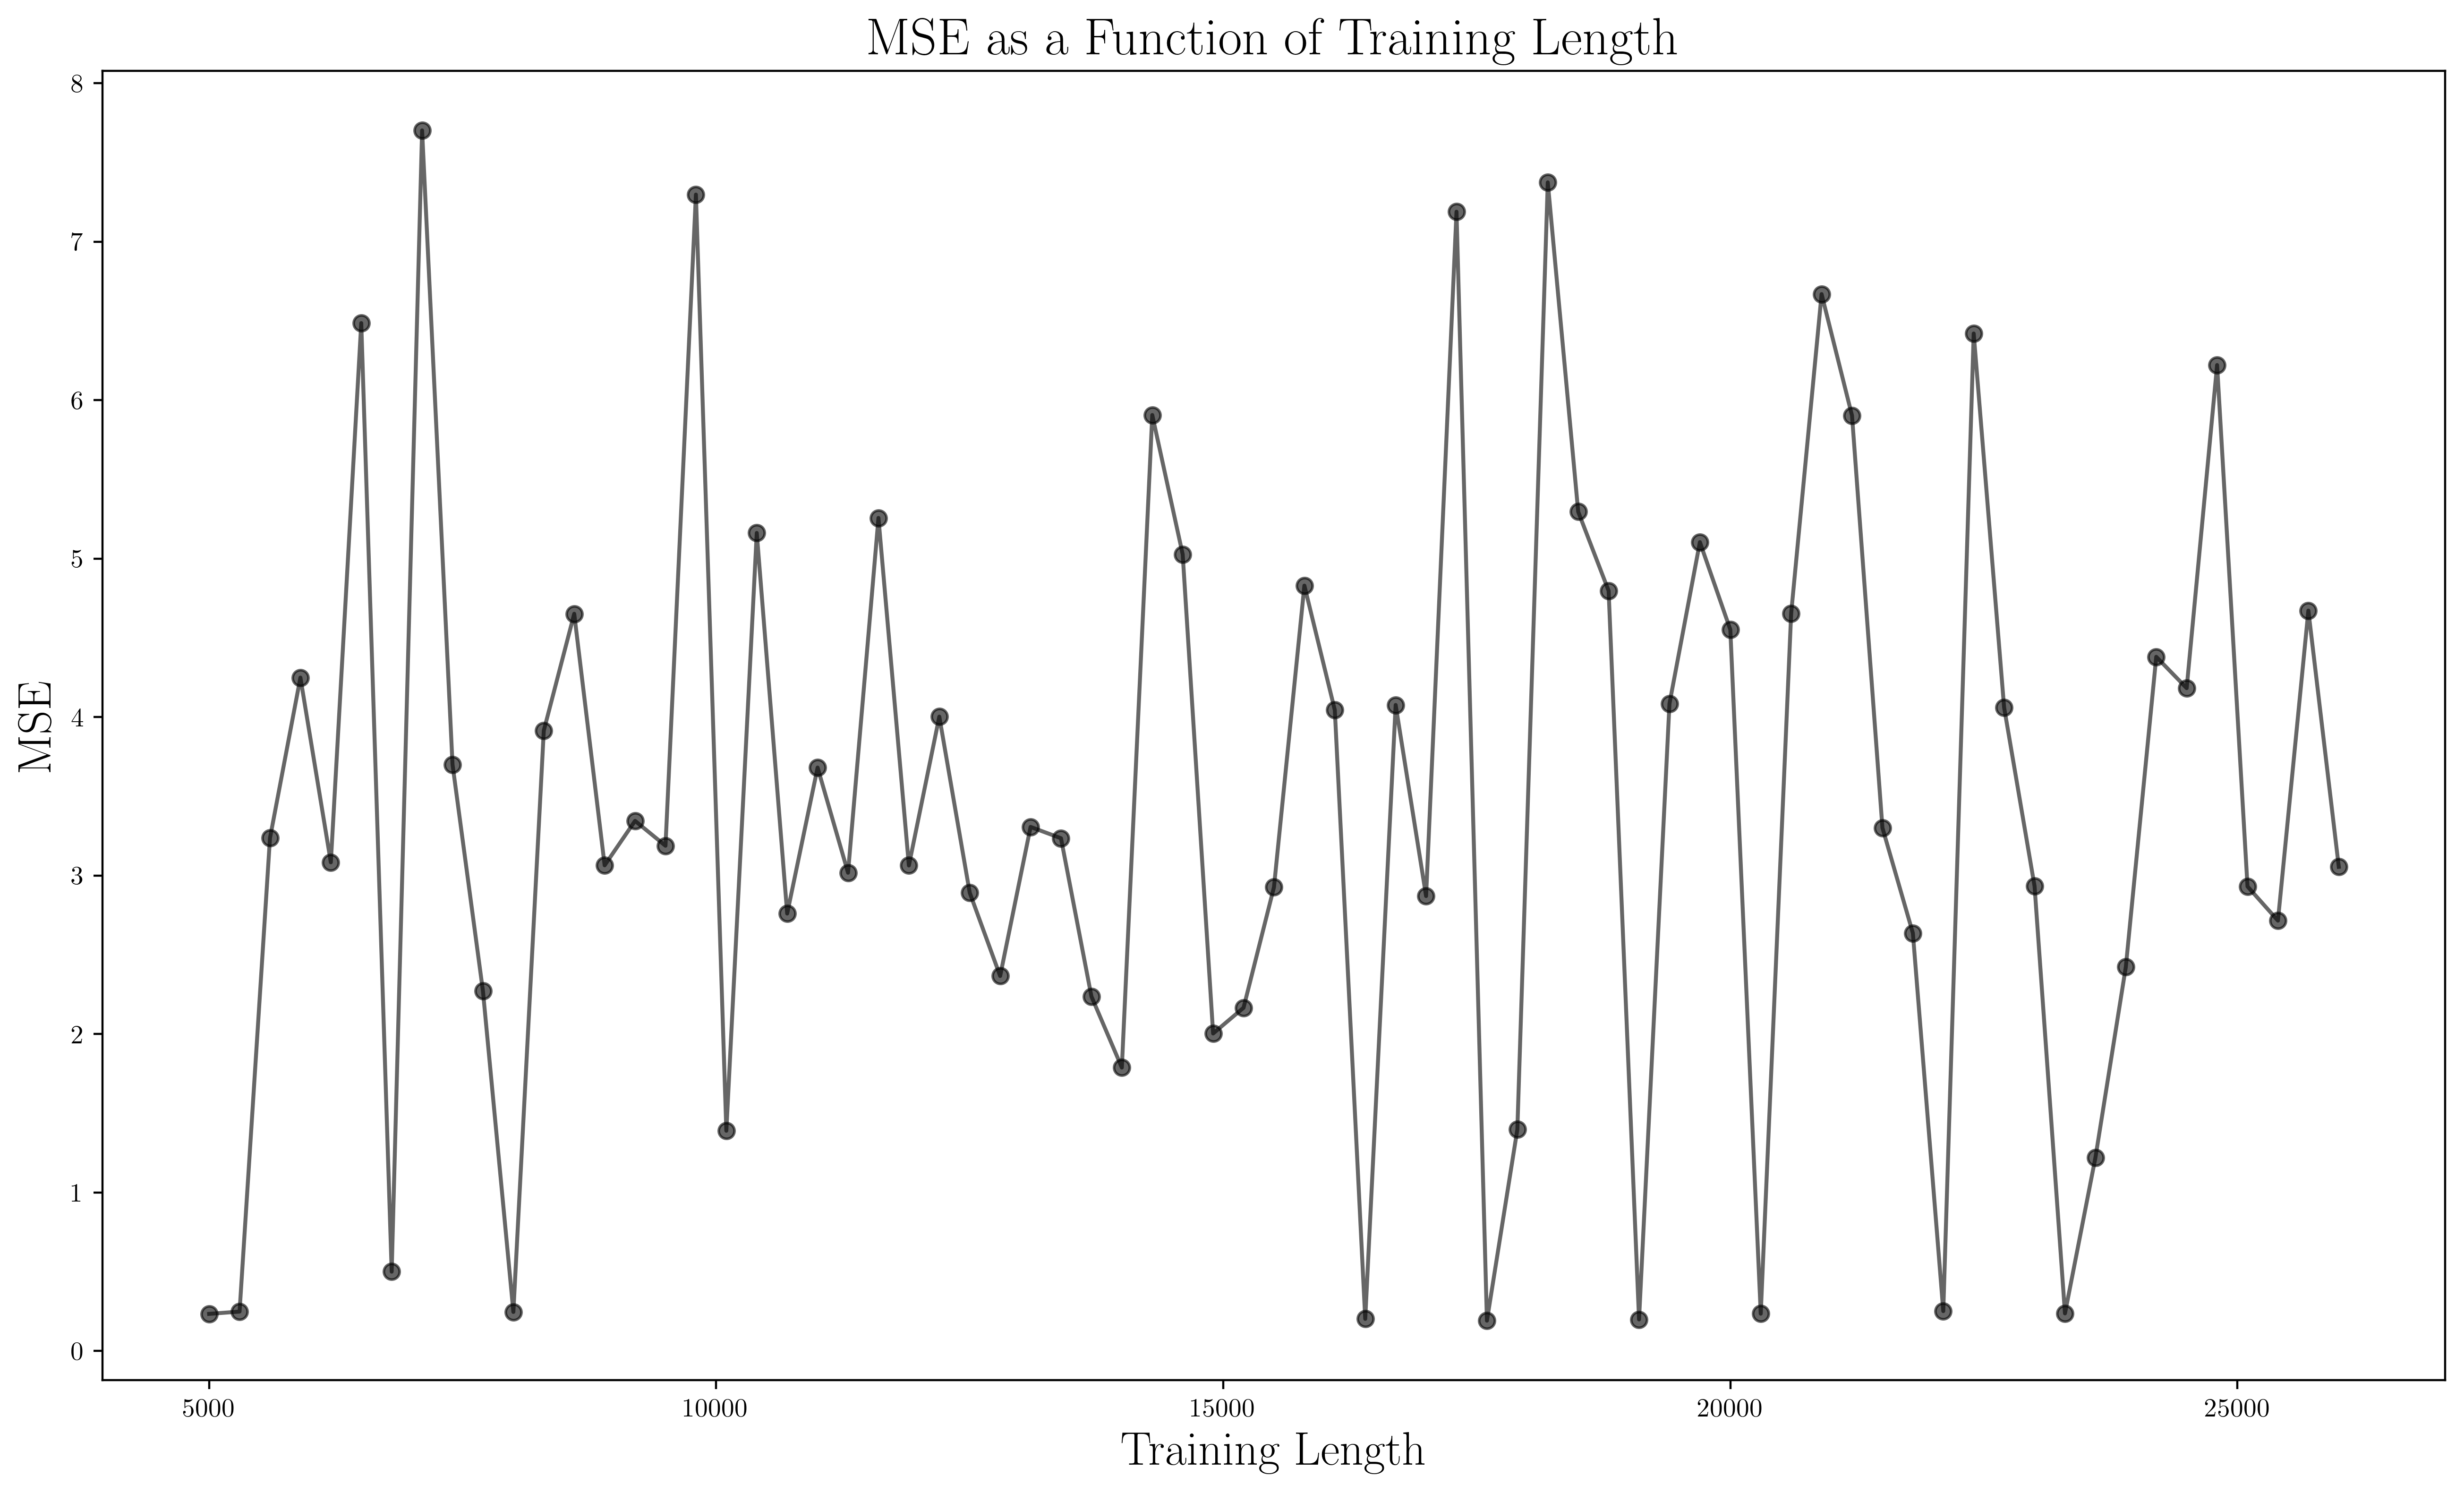 MSE as a Function of Training Length
8
7
6
5
4
3
2
1
0
MSE
5000 10000 15000 20000 25000
Training Length